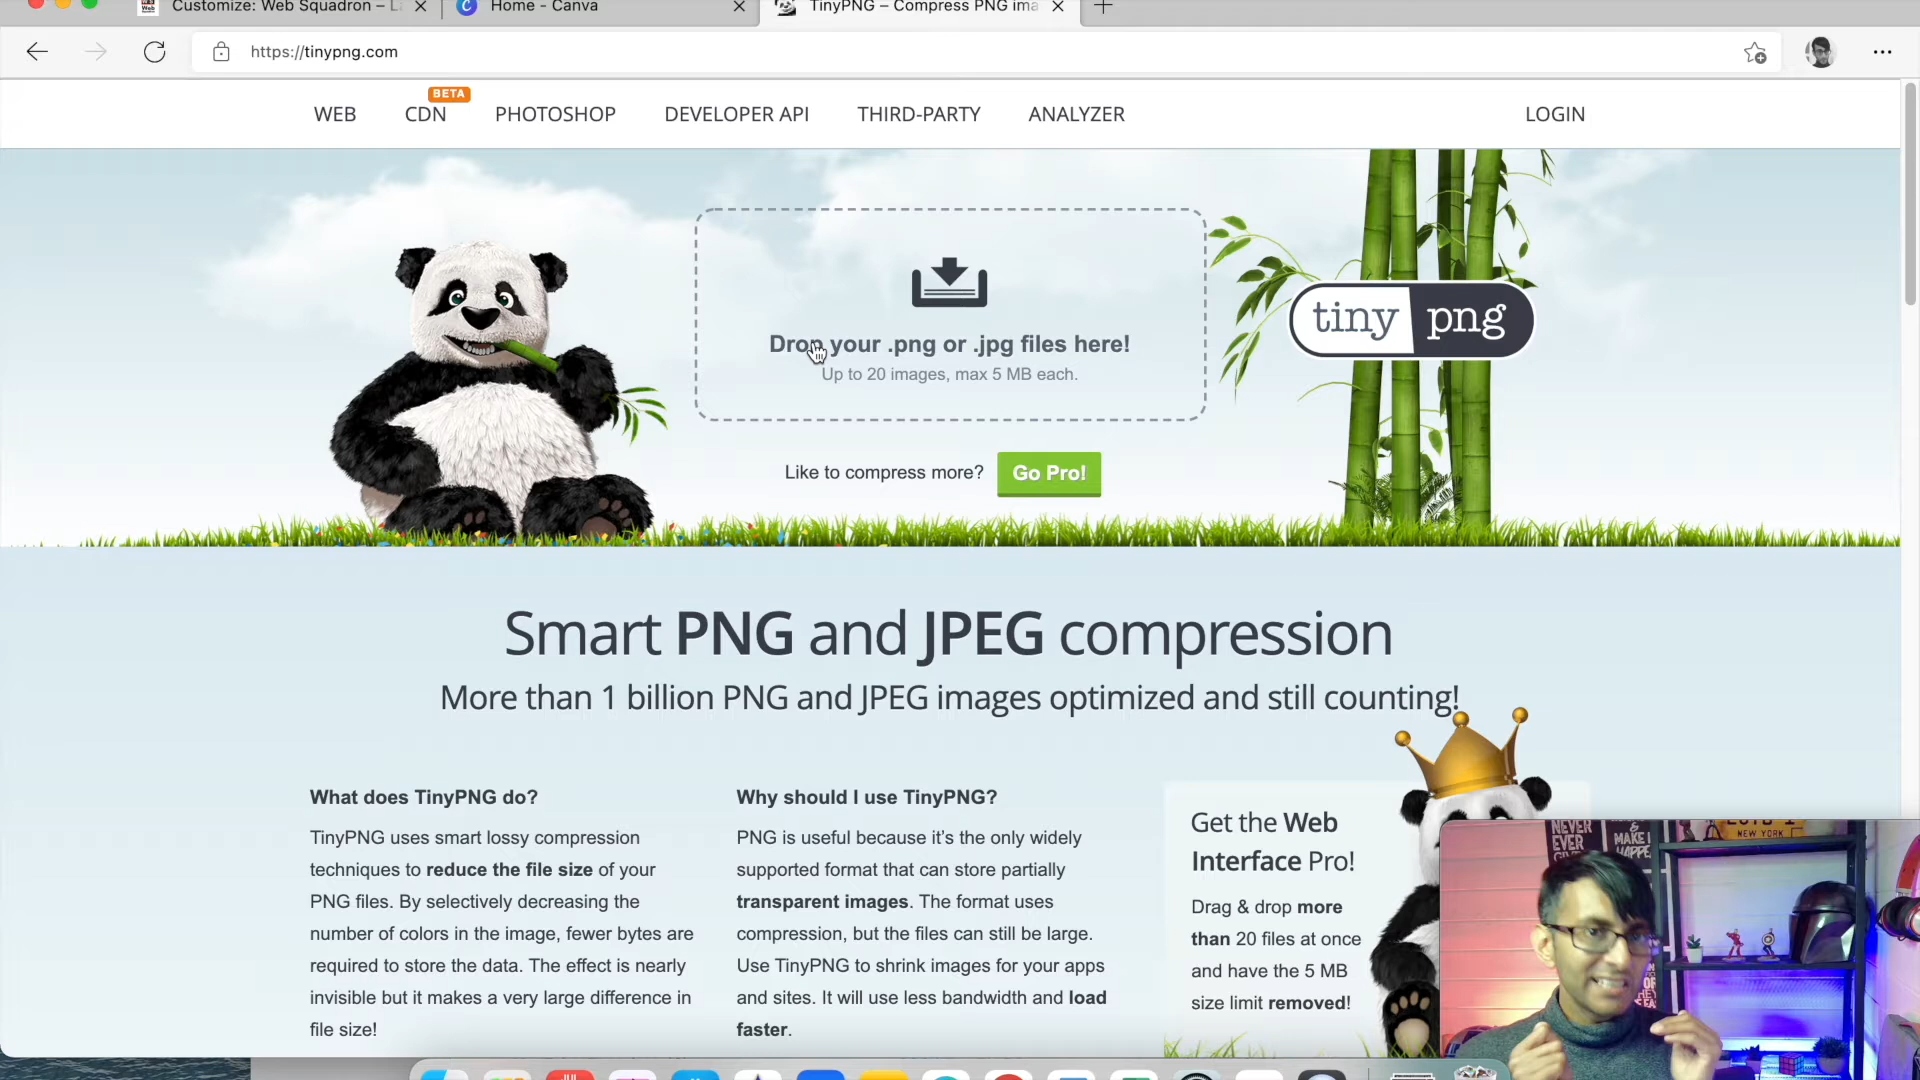 Customize: Web Squadron –
Home - Canva
TinyPNG – Compress PNG ima
https://tinypng.com
WEB
CDN
BETA
PHOTOSHOP
DEVELOPER API
THIRD-PARTY
ANALYZER
LOGIN
Drop your .png or .jpg files here!
Up to 20 images, max 5 MB each.
tiny png
Like to compress more? Go Pro!
Smart PNG and JPEG compression
More than 1 billion PNG and JPEG images optimized and still counting!
What does TinyPNG do?
TinyPNG uses smart lossy compression
techniques to reduce the file size of your
PNG files. By selectively decreasing the
number of colors in the image, fewer bytes are
required to store the data. The effect is nearly
invisible but it makes a very large difference in
file size!
Why should I use TinyPNG?
PNG is useful because it's the only widely
supported format that can store partially
transparent images. The format uses
compression, but the files can still be large.
Use TinyPNG to shrink images for your apps
and sites. It will use less bandwidth and load
faster.
Get the Web
Interface Pro!
Drag & drop more
than 20 files at once
and have the 5 MB
size limit removed!
NEVER
EVER
MAKE
NEW YORK